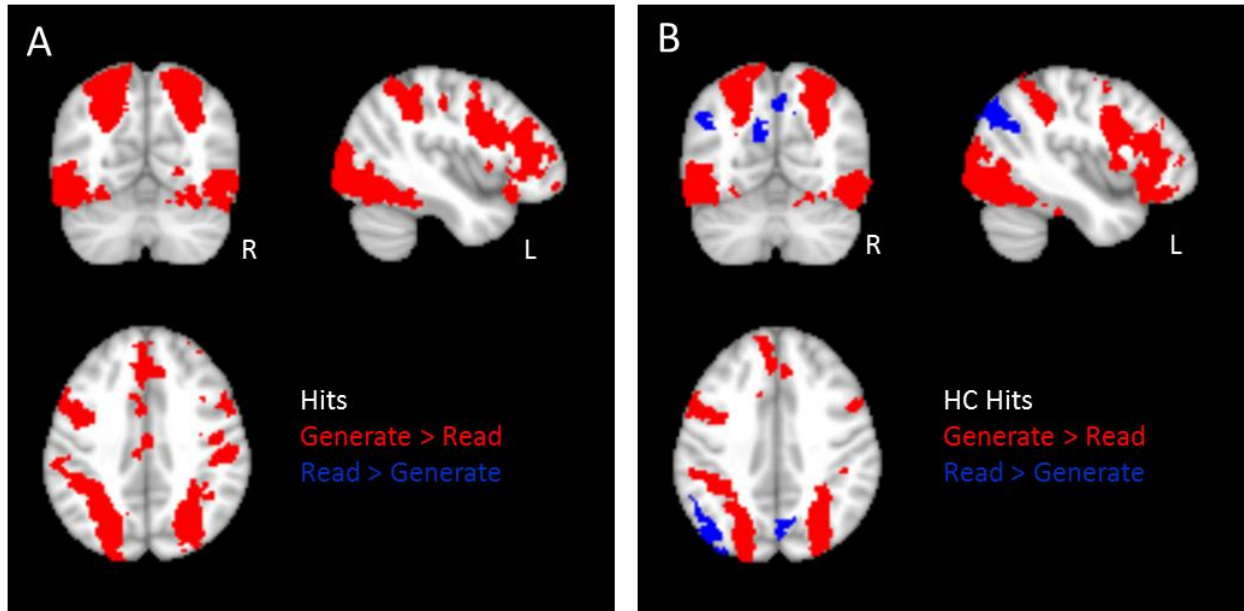 A
R
L
Hits
Generate > Read
Read > Generate
B
R
L
HC Hits
Generate > Read
Read > Generate